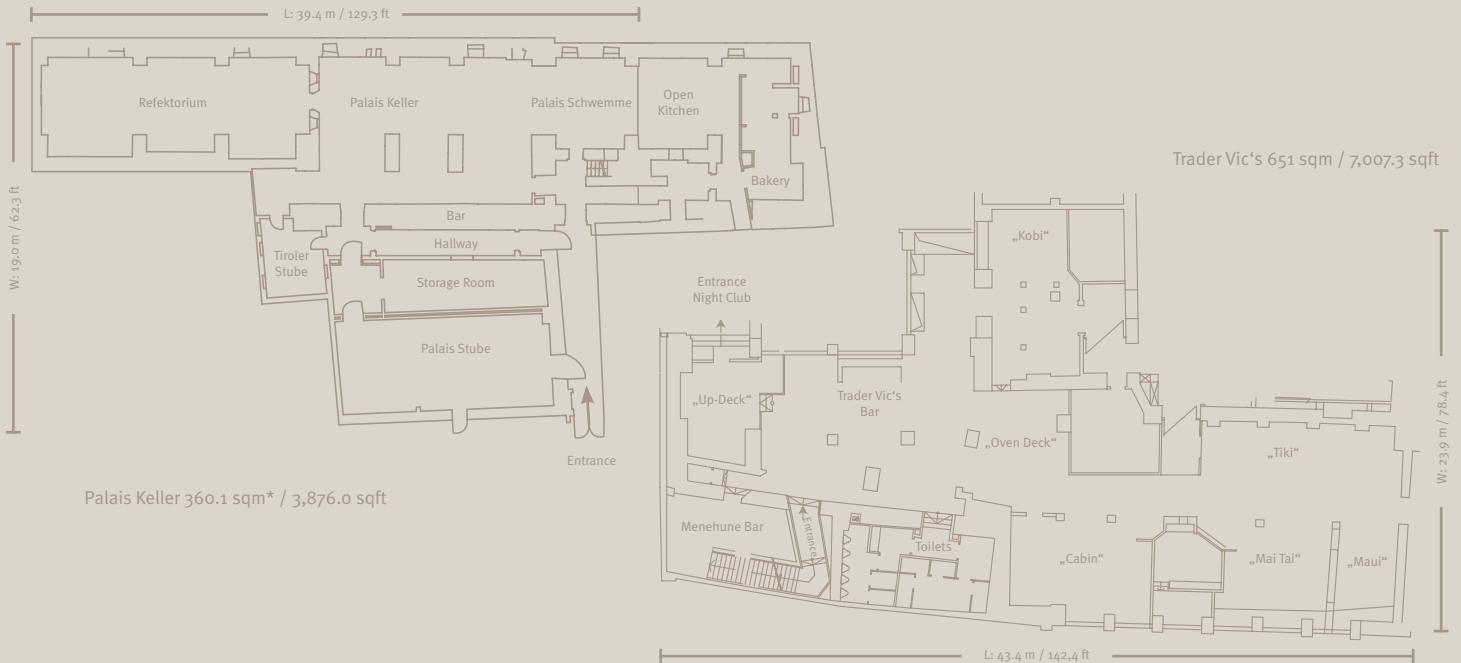 L: 39.4 m / 129.3 ft
W: 19.0 m / 62.3 ft
Refektorium
Palais Keller
Palais Schwemme
Open
Kitchen
Bakery
Bar
Hallway
Tiroler
Stube
Storage Room
Palais Stube
Entrance
Palais Keller 360.1 sqm* / 3,876.0 sqft
Trader Vic‘s 651 sqm / 7,007.3 sqft
„Kobi“
Entrance
Night Club
„Up-Deck“
Trader Vic‘s
Bar
„Oven Deck“
„Tiki“
Menehune Bar
Entrance
Toilets
„Cabin“
„Mai Tai“
„Maui“
W: 23.9 m / 78.4 ft
L: 43.4 m / 142,4 ft